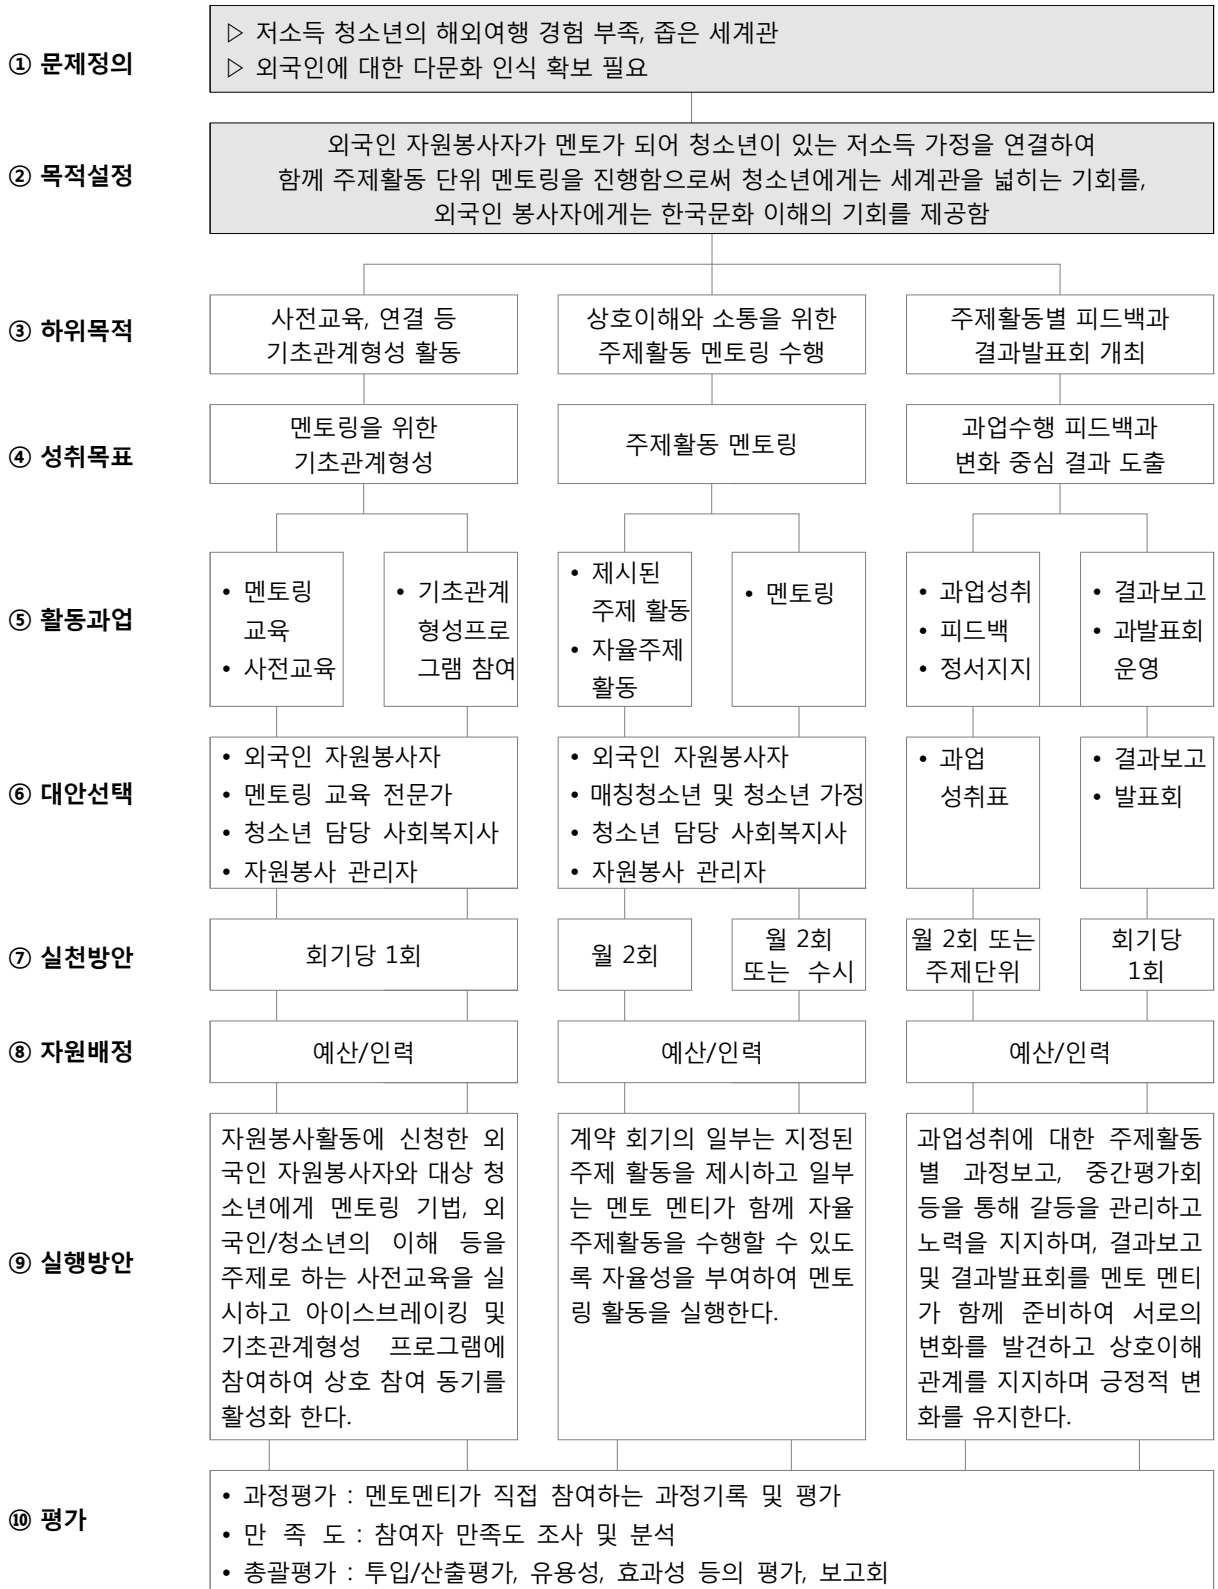 ① 문제정의
▷ 저소득 청소년의 해외여행 경험 부족, 좁은 세계관
▷ 외국인에 대한 다문화 인식 확보 필요
② 목적설정
외국인 자원봉사자가 멘토가 되어 청소년이 있는 저소득 가정을 연결하여
함께 주제활동 단위 멘토링을 진행함으로써 청소년에게는 세계관을 넓히는 기회를,
외국인 봉사자에게는 한국문화 이해의 기회를 제공함
③ 하위목적
사전교육, 연결 등
기초관계형성 활동
상호이해와 소통을 위한
주제활동 멘토링 수행
주제활동별 피드백과
결과발표회 개최
④ 성취목표
멘토링을 위한
기초관계형성
주제활동 멘토링
과업수행 피드백과
변화 중심 결과 도출
⑤ 활동과업
• 멘토링
교육
• 사전교육
• 기초관계
형성프로
그램 참여
• 제시된
주제 활동
• 자율주제
활동
• 멘토링
• 과업성취
• 피드백
• 정서지지
• 결과보고
• 과발표회
운영
⑥ 대안선택
• 외국인 자원봉사자
• 멘토링 교육 전문가
• 청소년 담당 사회복지사
• 자원봉사 관리자
• 외국인 자원봉사자
• 매칭청소년 및 청소년 가정
• 청소년 담당 사회복지사
• 자원봉사 관리자
• 과업
성취표
• 결과보고
• 발표회
⑦ 실천방안
회기당 1회
월 2회
월 2회
또는 수시
월 2회 또는
주제단위
회기당
1회
⑧ 자원배정
예산/인력
예산/인력
예산/인력
⑨ 실행방안
자원봉사활동에 신청한 외
국인 자원봉사자와 대상 청
소년에게 멘토링 기법, 외
국인/청소년의 이해 등을
주제로 하는 사전교육을 실
시하고 아이스브레이킹 및
기초관계형성 프로그램에
참여하여 상호 참여 동기를
활성화 한다.
계약 회기의 일부는 지정된
주제 활동을 제시하고 일부
는 멘토 멘티가 함께 자율
주제활동을 수행할 수 있도
록 자율성을 부여하여 멘토
링 활동을 실행한다.
과업성취에 대한 주제활동
별 과정보고, 중간평가회
등을 통해 갈등을 관리하고
노력을 지지하며, 결과보고
및 결과발표회를 멘토 멘티
가 함께 준비하여 서로의
변화를 발견하고 상호이해
관계를 지지하며 긍정적 변
화를 유지한다.
⑩ 평가
• 과정평가 : 멘토멘티가 직접 참여하는 과정기록 및 평가
• 만 족 도 : 참여자 만족도 조사 및 분석
• 총괄평가 : 투입/산출평가, 유용성, 효과성 등의 평가, 보고회